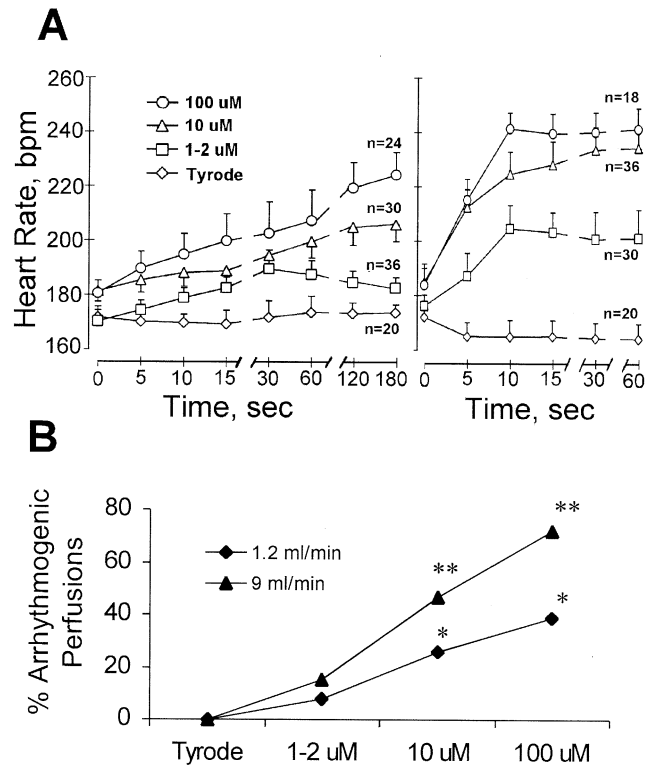 A
Heart Rate, bpm
260
240
220
200
180
160
100 uM
10 uM
1-2 uM
Tyrode
n=24
n=30
n=36
n=20
0 5 10 15 30 60 120 180
Time, sec
n=18
n=36
n=30
n=20
0 5 10 15 30 60
Time, sec
B
% Arrhythmogenic
Perfusions
80
60
40
20
0
1.2 ml/min
9 ml/min
**
**
*
*
Tyrode 1-2 uM 10 uM 100 uM